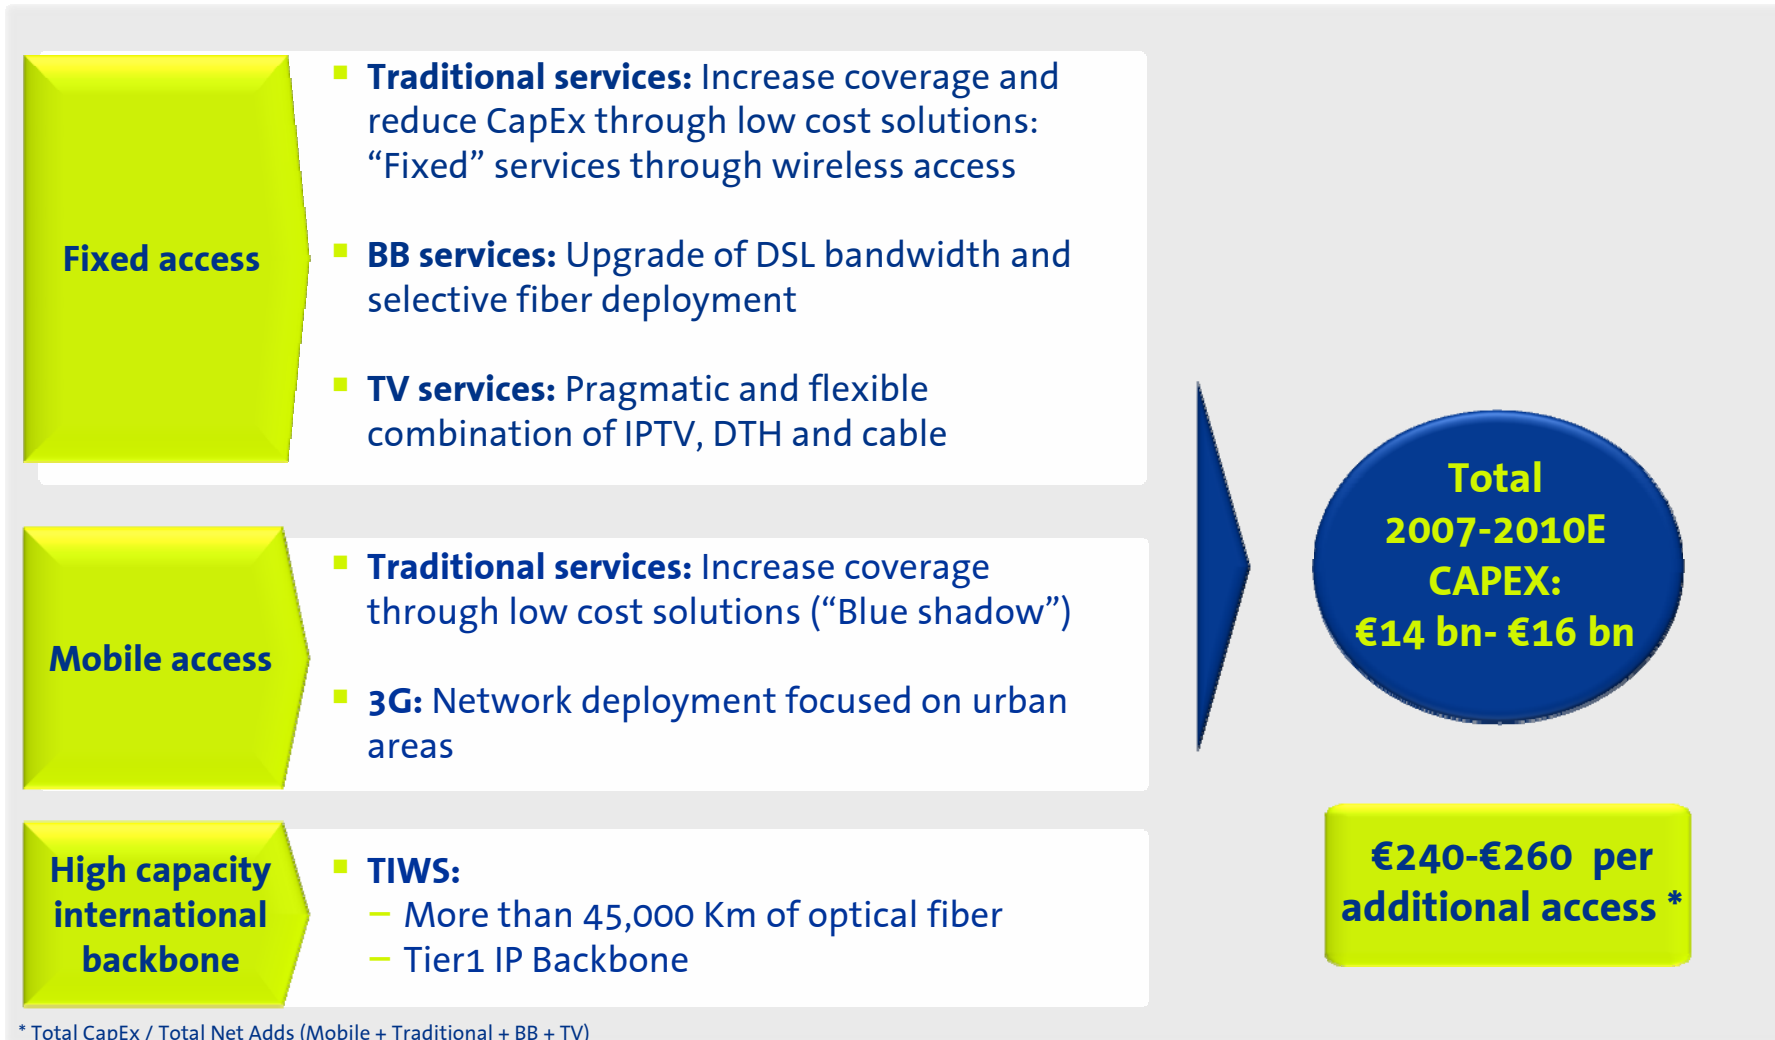 Fixed access
Traditional services: Increase coverage and
reduce CapEx through low cost solutions:
“Fixed” services through wireless access
BB services: Upgrade of DSL bandwidth and
selective fiber deployment
TV services: Pragmatic and flexible
combination of IPTV, DTH and cable
Mobile access
Traditional services: Increase coverage
through low cost solutions (“Blue shadow”)
3G: Network deployment focused on urban
areas
High capacity
international
backbone
TIWS:
– More than 45,000 Km of optical fiber
– Tier1 IP Backbone
Total
2007-2010E
CAPEX:
€14 bn- €16 bn
€240-€260 per
additional access *
* Total CapEx / Total Net Adds (Mobile + Traditional + BB + TV)